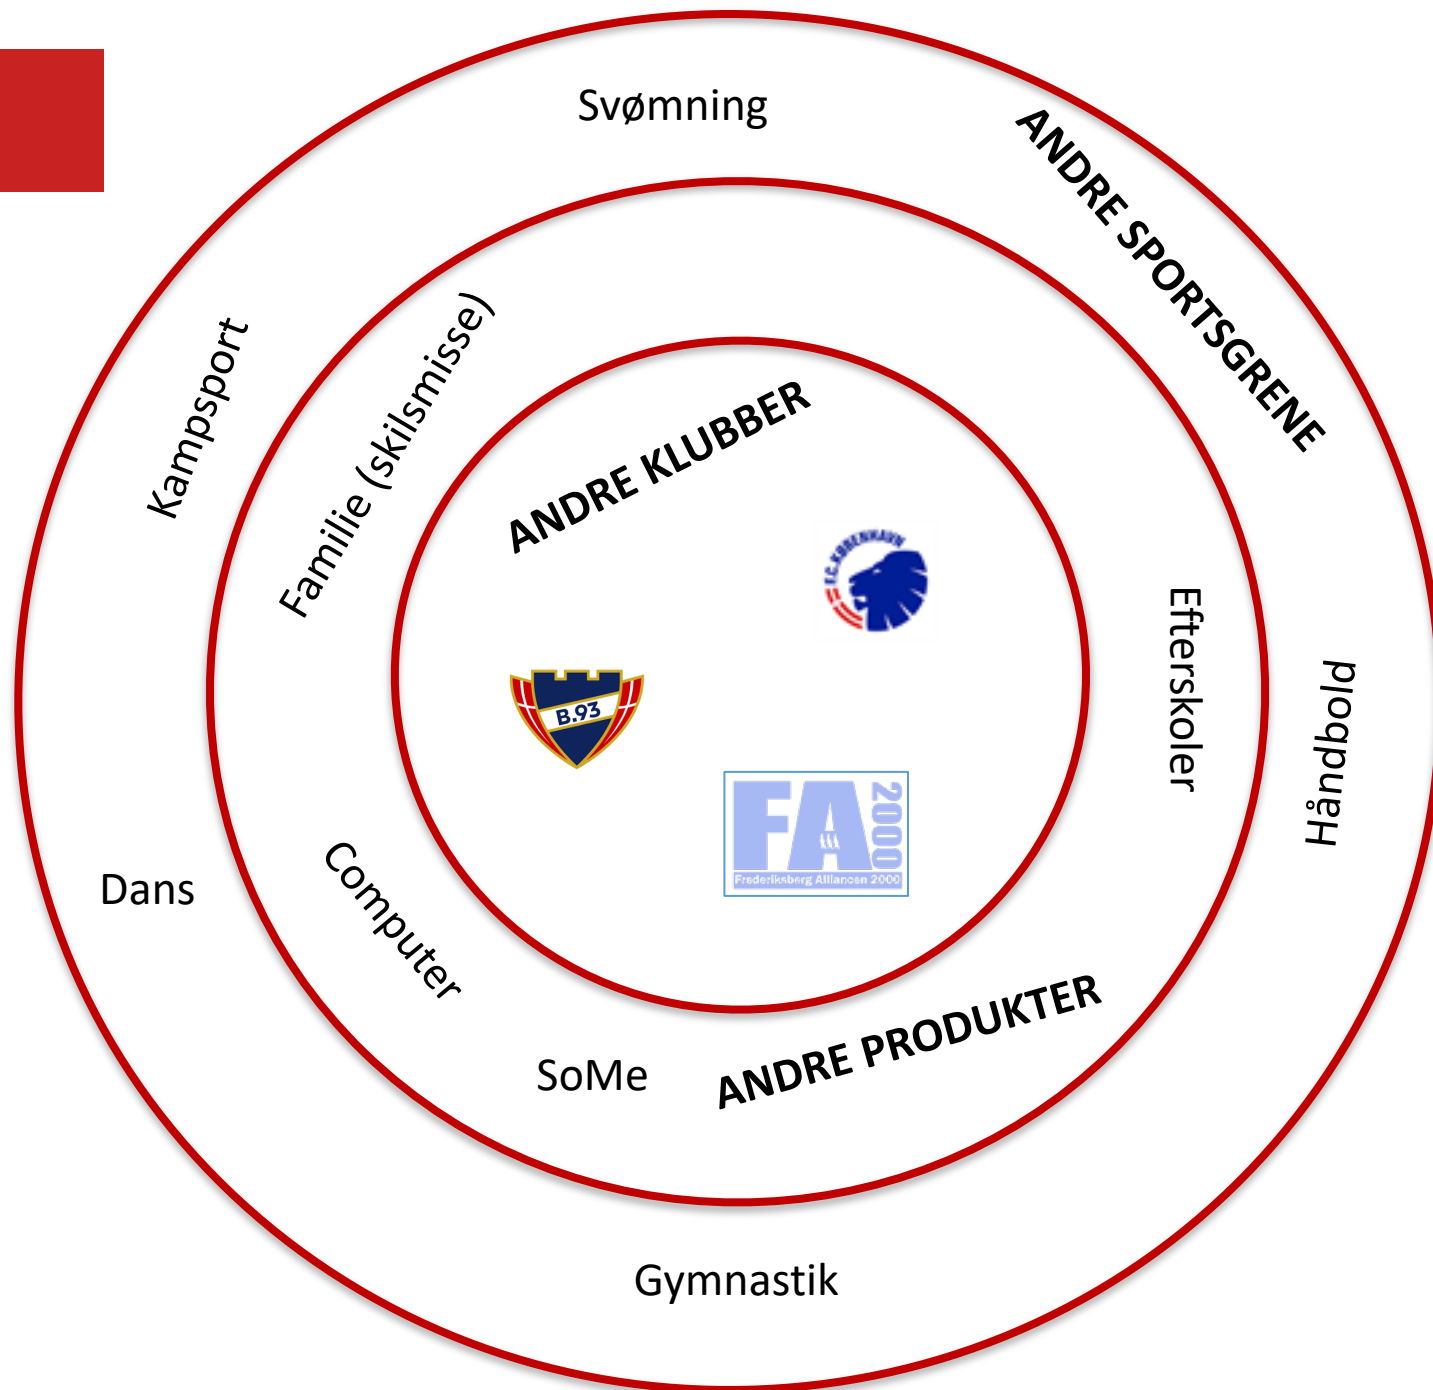 Svømning
ANDRE SPORTSGRENE
Kampsport
Familie (skilsmisse)
ANDRE KLUBBER
F.C. KØBENHAVN
Efterskoler
Håndbold
B.93
FA
2000
Frederiksberg Alliancen 2000
Dans
Computer
SoMe
ANDRE PRODUKTER
Gymnastik